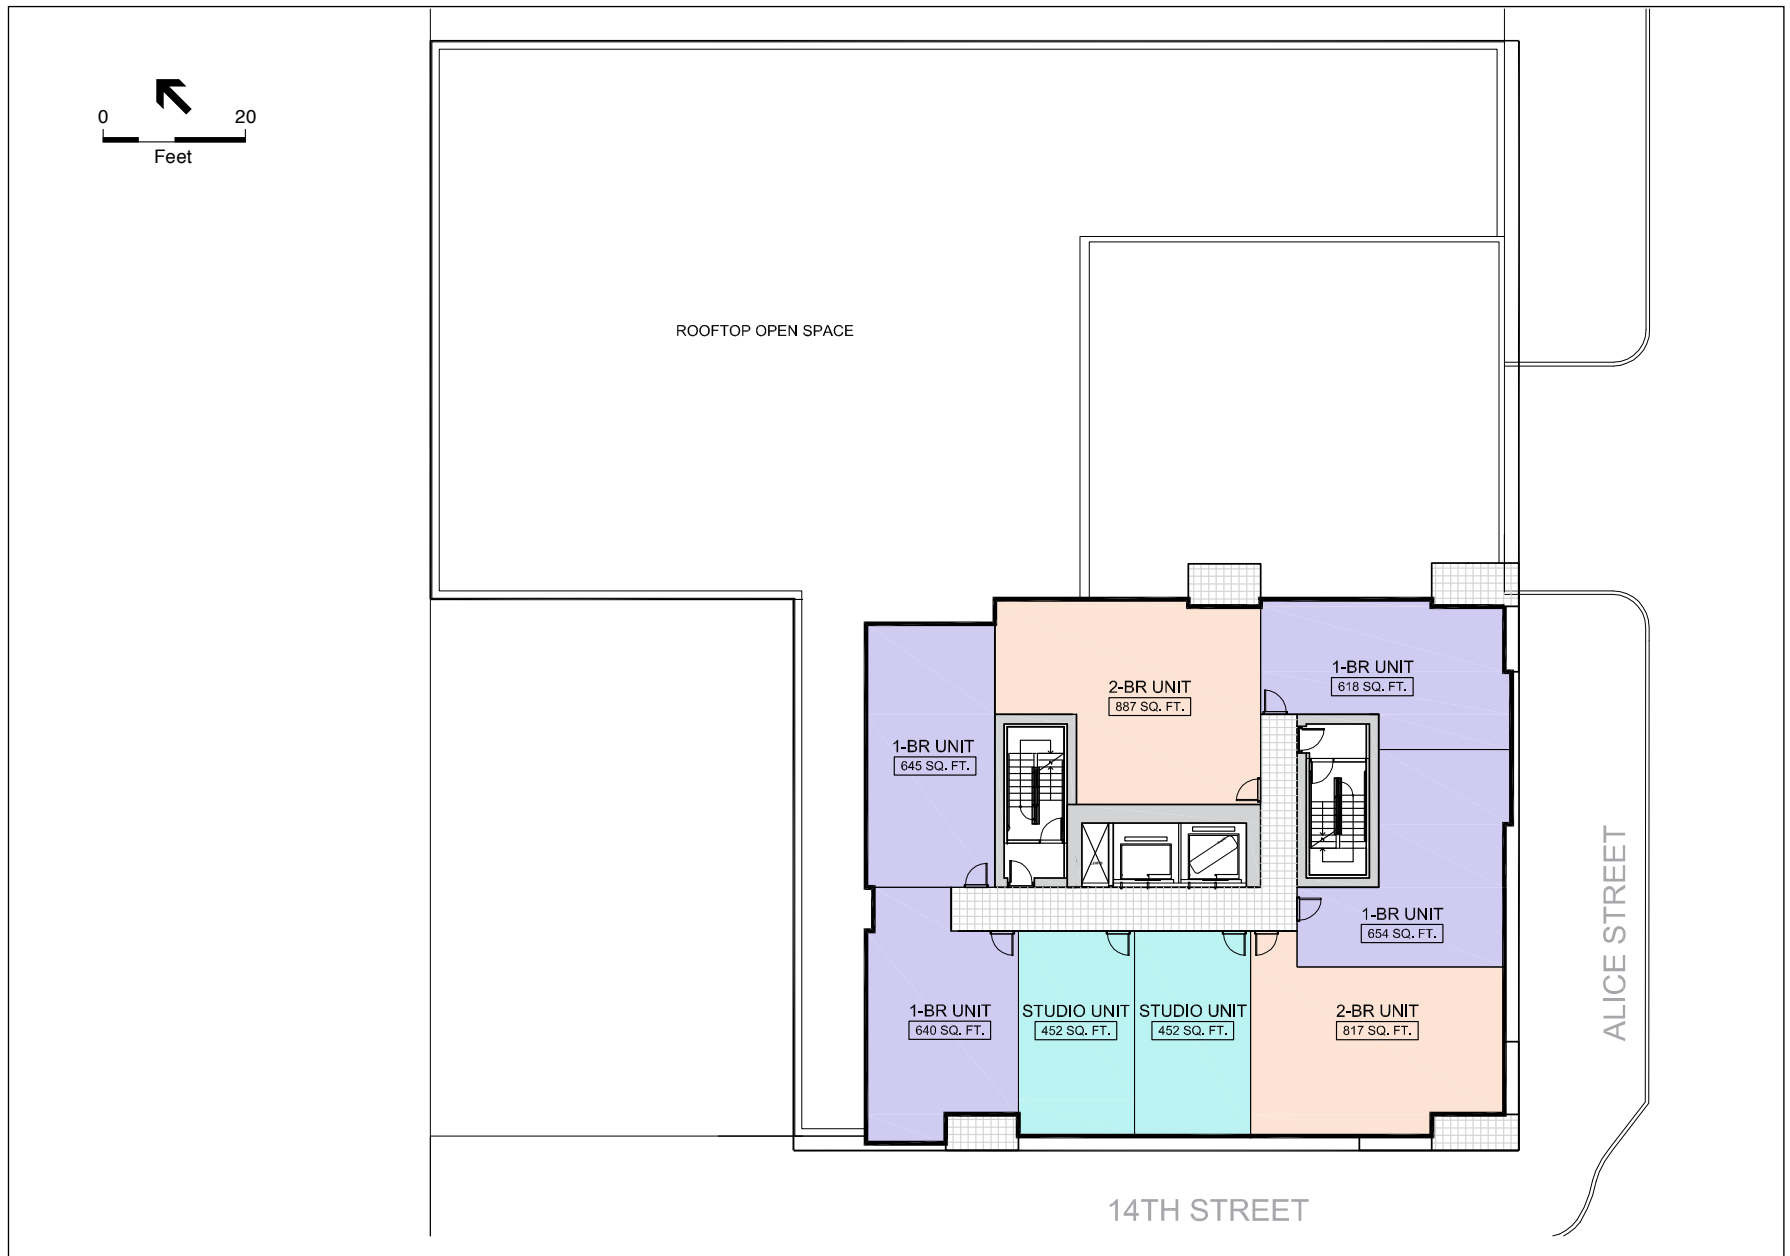 0 20
Feet
ROOFTOP OPEN SPACE
1-BR UNIT
618 SQ. FT.
2-BR UNIT
887 SQ. FT.
1-BR UNIT
645 SQ. FT.
1-BR UNIT
654 SQ. FT.
1-BR UNIT
640 SQ. FT.
STUDIO UNIT
452 SQ. FT.
STUDIO UNIT
452 SQ. FT.
2-BR UNIT
817 SQ. FT.
ALICE STREET
14TH STREET